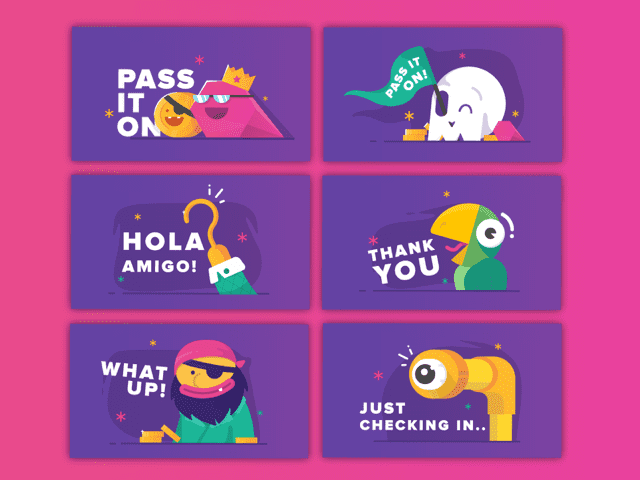 PASS
IT
ON
PASS IT
ON!
HOLA
AMIGO!
THANK
YOU
WHAT
UP!
JUST
CHECKING IN..